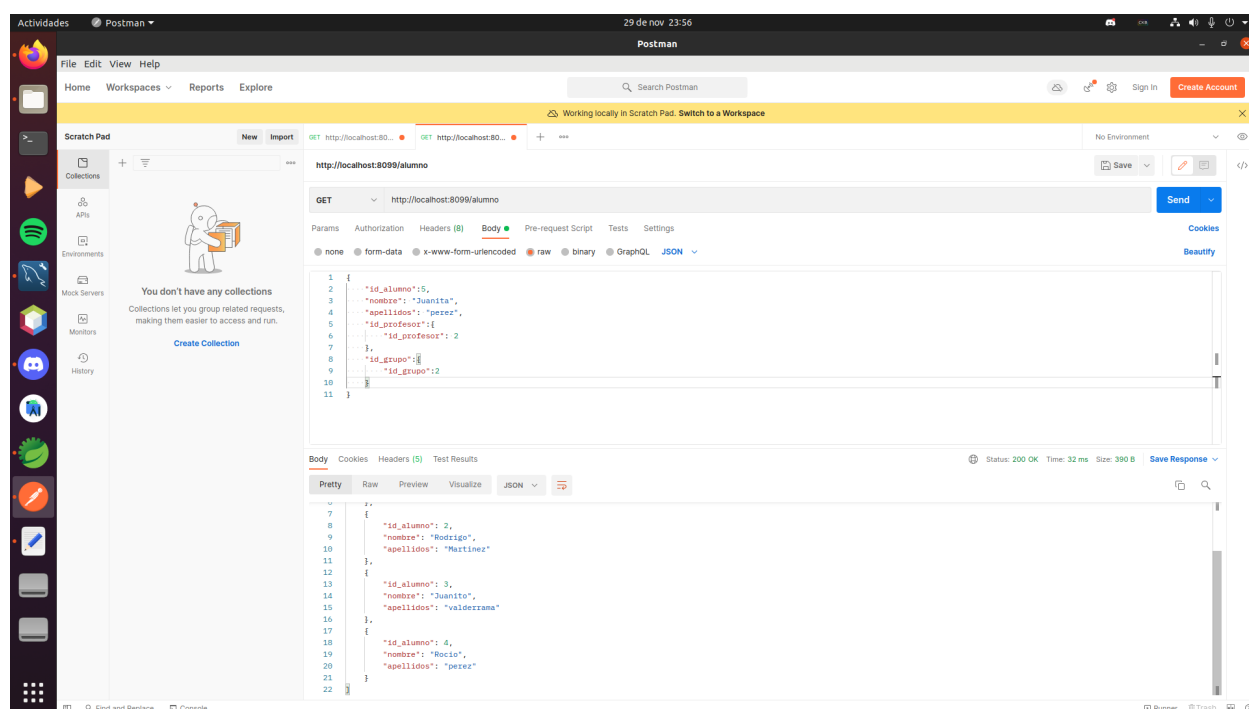 Actividades Postman 29 de nov 23:56
Postman
File Edit View Help
Home Workspaces Reports Explore Search Postman Sign In Create Account
Working locally in Scratch Pad. Switch to a Workspace
Scratch Pad New Import GET http://localhost:80... GET http://localhost:80... No Environment
Collections
APIs
Environments
Mock Servers
Monitors
History
You don't have any collections
Collections let you group related requests,
making them easier to access and run.
Create Collection
http://localhost:8099/alumno Save
GET http://localhost:8099/alumno Send
Params Authorization Headers (8) Body Pre-request Script Tests Settings Cookies
none form-data x-www-form-urlencoded raw binary GraphQL JSON Beautify
1 {
2 "id_alumno":5,
3 "nombre": "Juanita",
4 "apellidos": "perez",
5 "id_profesor":{
6 "id_profesor": 2
7 },
8 "id_grupo":{
9 "id_grupo":2
10 }
11 }
Body Cookies Headers (5) Test Results Status: 200 OK Time: 32 ms Size: 390 B Save Response
Pretty Raw Preview Visualize JSON
6 },
7 {
8 "id_alumno": 2,
9 "nombre": "Rodrigo",
10 "apellidos": "Martinez"
11 },
12 {
13 "id_alumno": 3,
14 "nombre": "Juanito",
15 "apellidos": "valderrama"
16 },
17 {
18 "id_alumno": 4,
19 "nombre": "Rocio",
20 "apellidos": "perez"
21 }
22 ]
Find and Replace Console Runner Trash